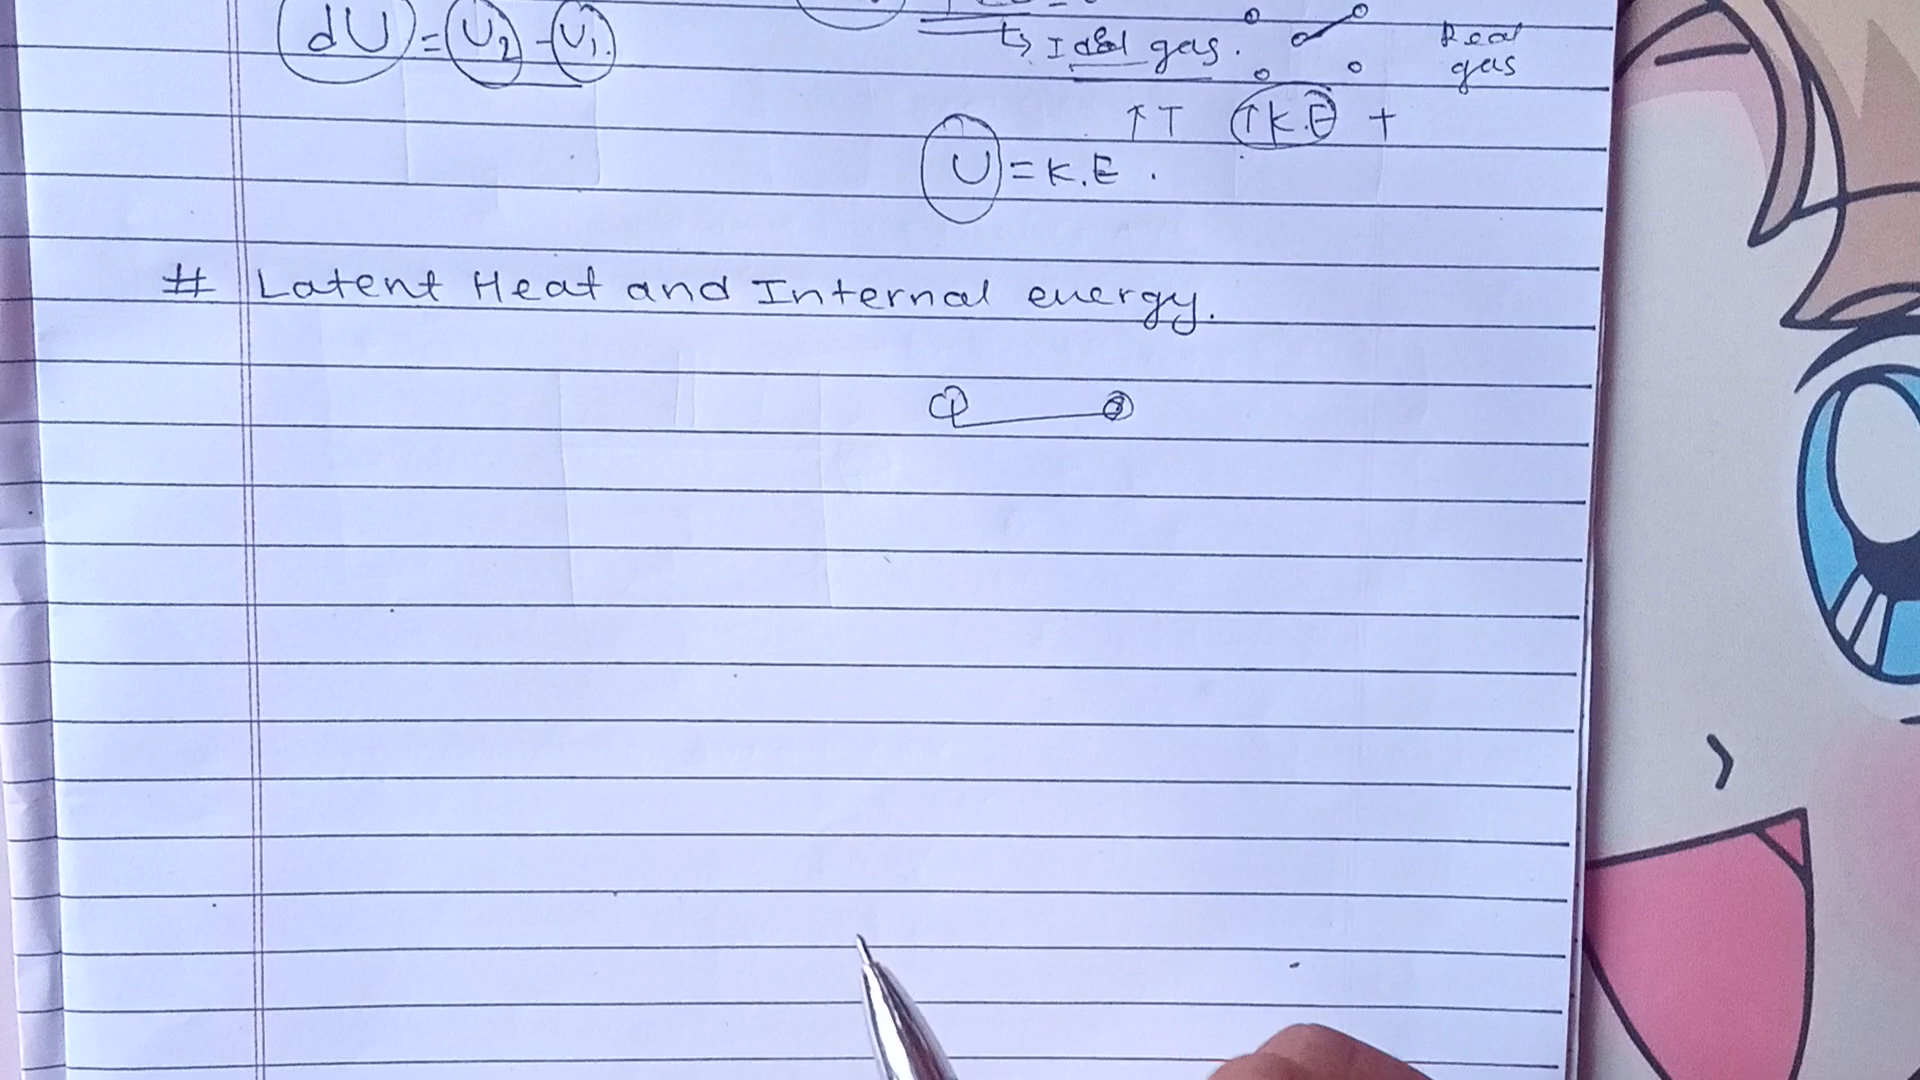 dU = U₂ - U₁.
↳ Ideal gas.
Real gas
↑T ↑K.E +
U = K.E.
# Latent Heat and Internal energy.